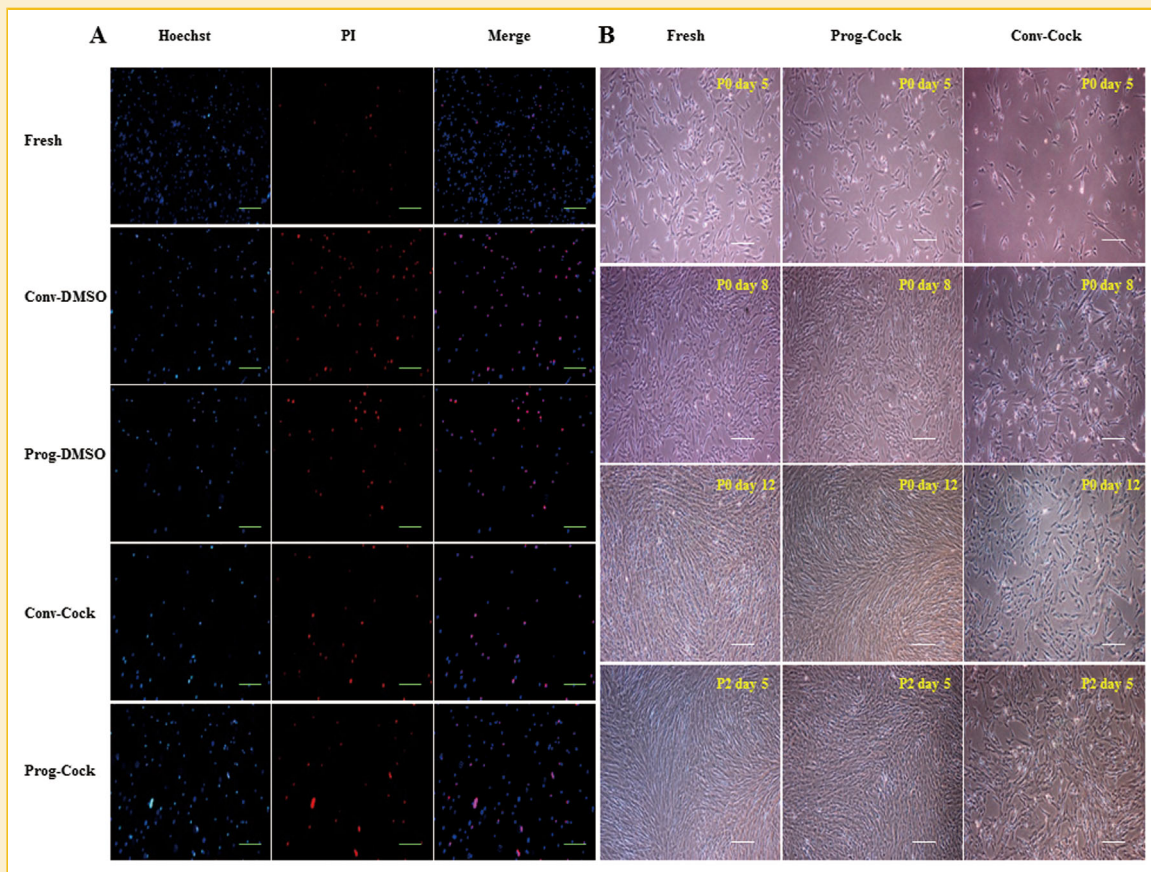 A Hoechst PI Merge B Fresh Prog-Cock Conv-Cock
Fresh
Conv-DMSO
Prog-DMSO
Conv-Cock
Prog-Cock
P0 day 5 P0 day 5 P0 day 5
P0 day 8 P0 day 8 P0 day 8
P0 day 12 P0 day 12 P0 day 12
P2 day 5 P2 day 5 P2 day 5